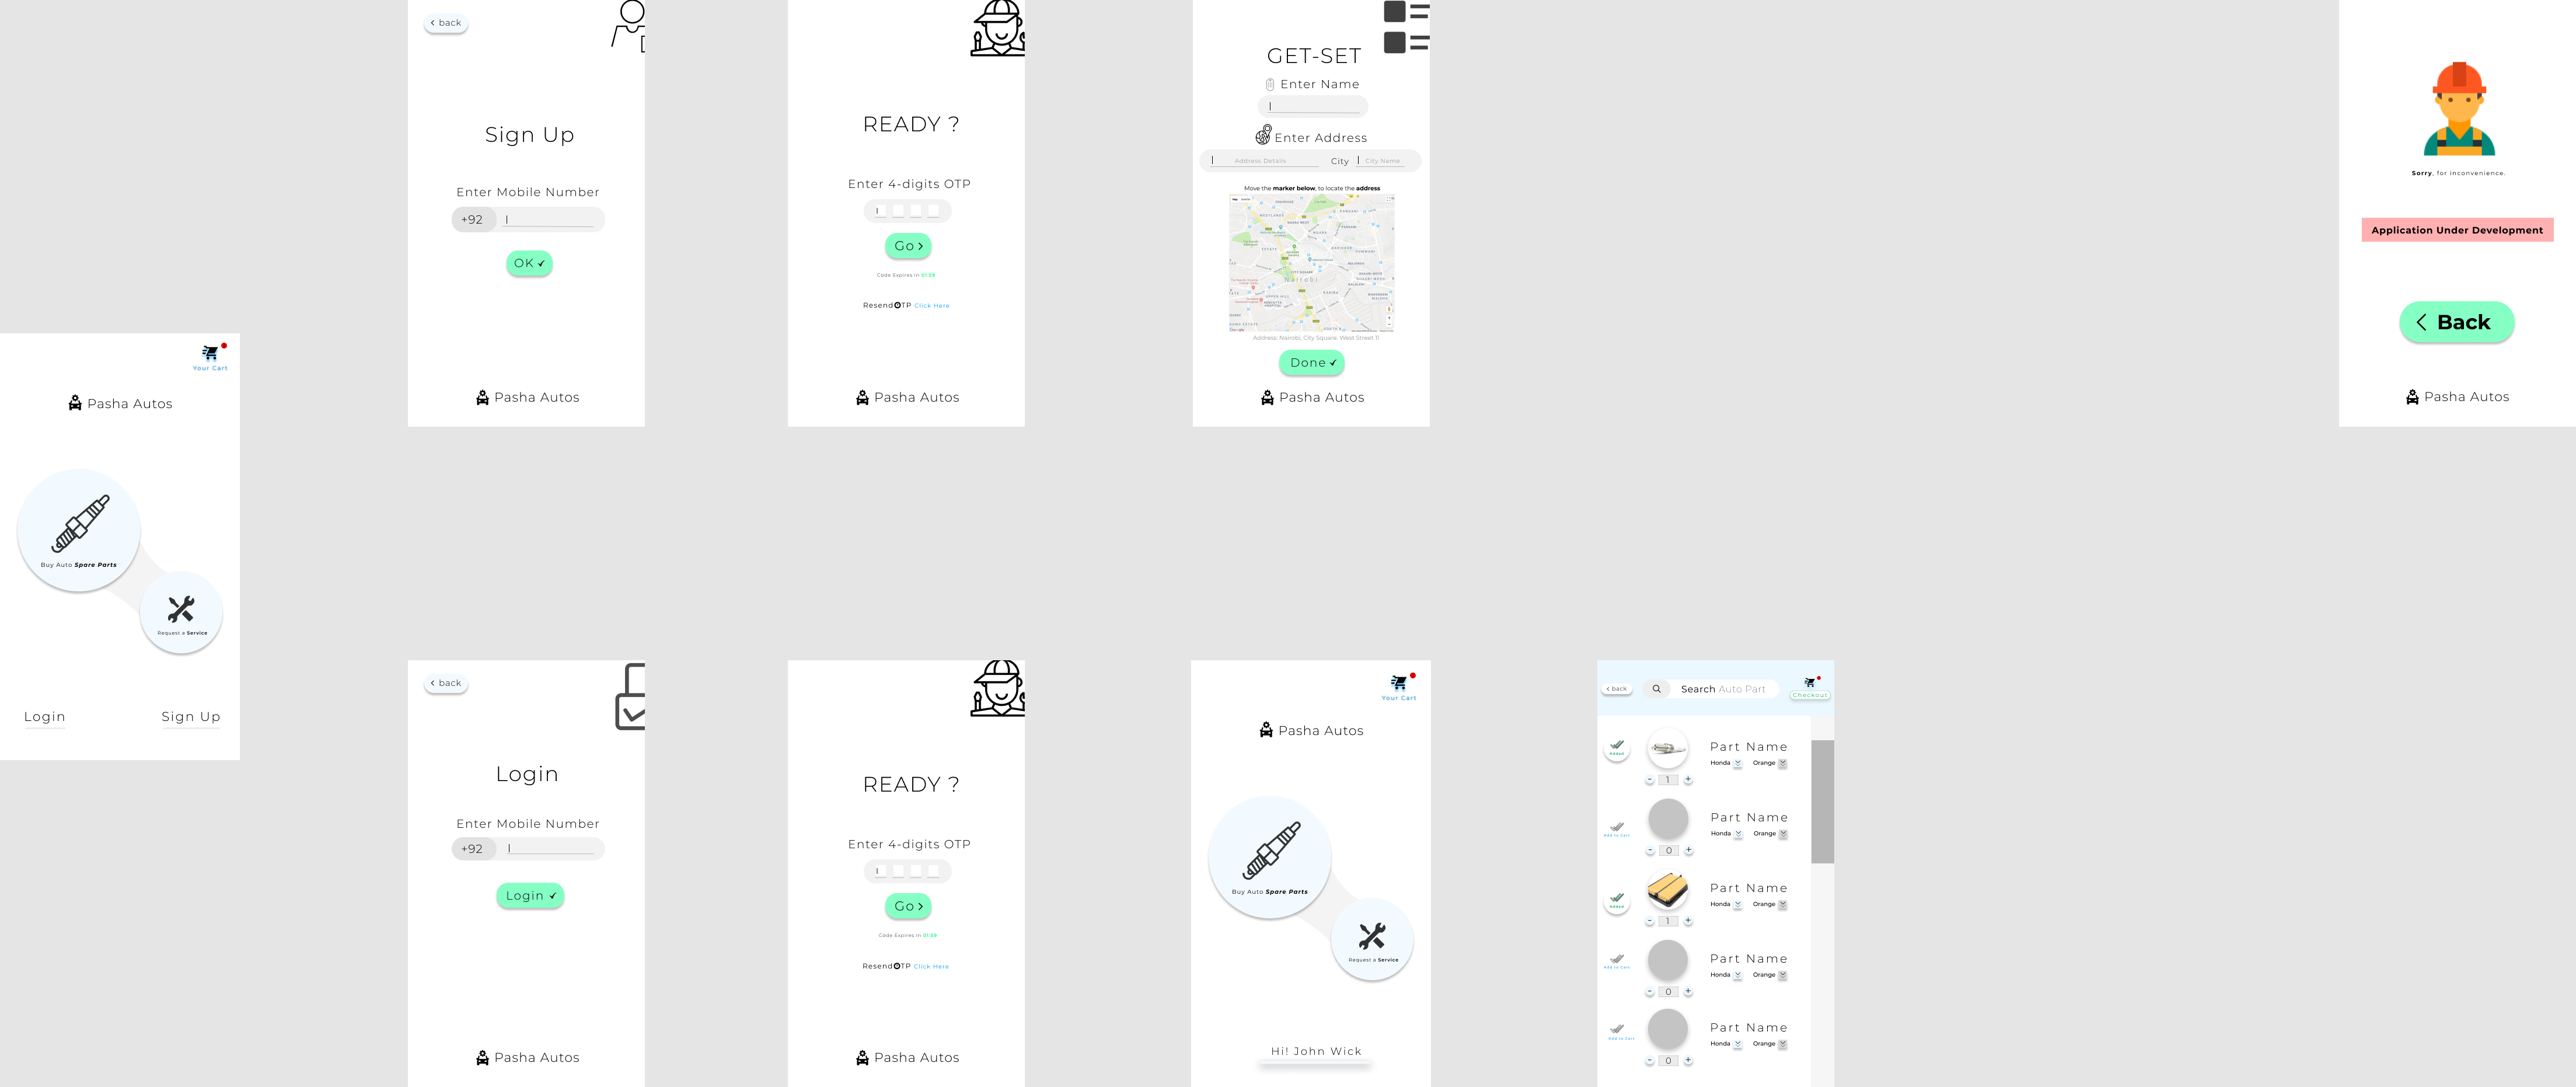 Your Cart
Pasha Autos
Buy Auto Spare Parts
Request a Service
Login
Sign Up
back
Sign Up
Enter Mobile Number
+92
OK
Pasha Autos
READY ?
Enter 4-digits OTP
Go
Code Expires in 01:59
Resend OTP Click Here
Pasha Autos
GET-SET
Enter Name
Enter Address
Address Details
City
City Name
Move the marker below, to locate the address
Nairobi
Address: Nairobi, City Square, West Street 11
Done
Pasha Autos
Sorry, for inconvenience.
Application Under Development
Back
Pasha Autos
back
Login
Enter Mobile Number
+92
Login
Pasha Autos
READY ?
Enter 4-digits OTP
Go
Code Expires in 01:59
Resend OTP Click Here
Pasha Autos
Your Cart
Pasha Autos
Buy Auto Spare Parts
Request a Service
Hi! John Wick
back
Search Auto Part
Checkout
Added
Part Name
Honda
Orange
- 1 +
Add to Cart
Part Name
Honda
Orange
- 0 +
Added
Part Name
Honda
Orange
- 1 +
Add to Cart
Part Name
Honda
Orange
- 0 +
Add to Cart
Part Name
Honda
Orange
- 0 +